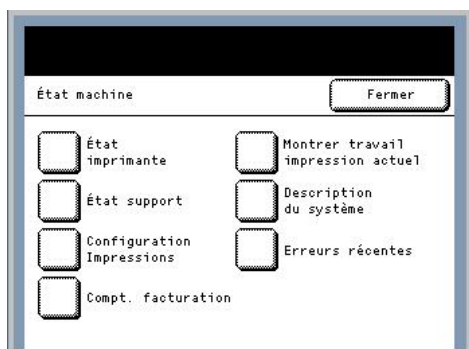 État machine
Fermer
État
imprimante
Montrer travail
impression actuel
État support
Description
du système
Configuration
Impressions
Erreurs récentes
Compt. facturation